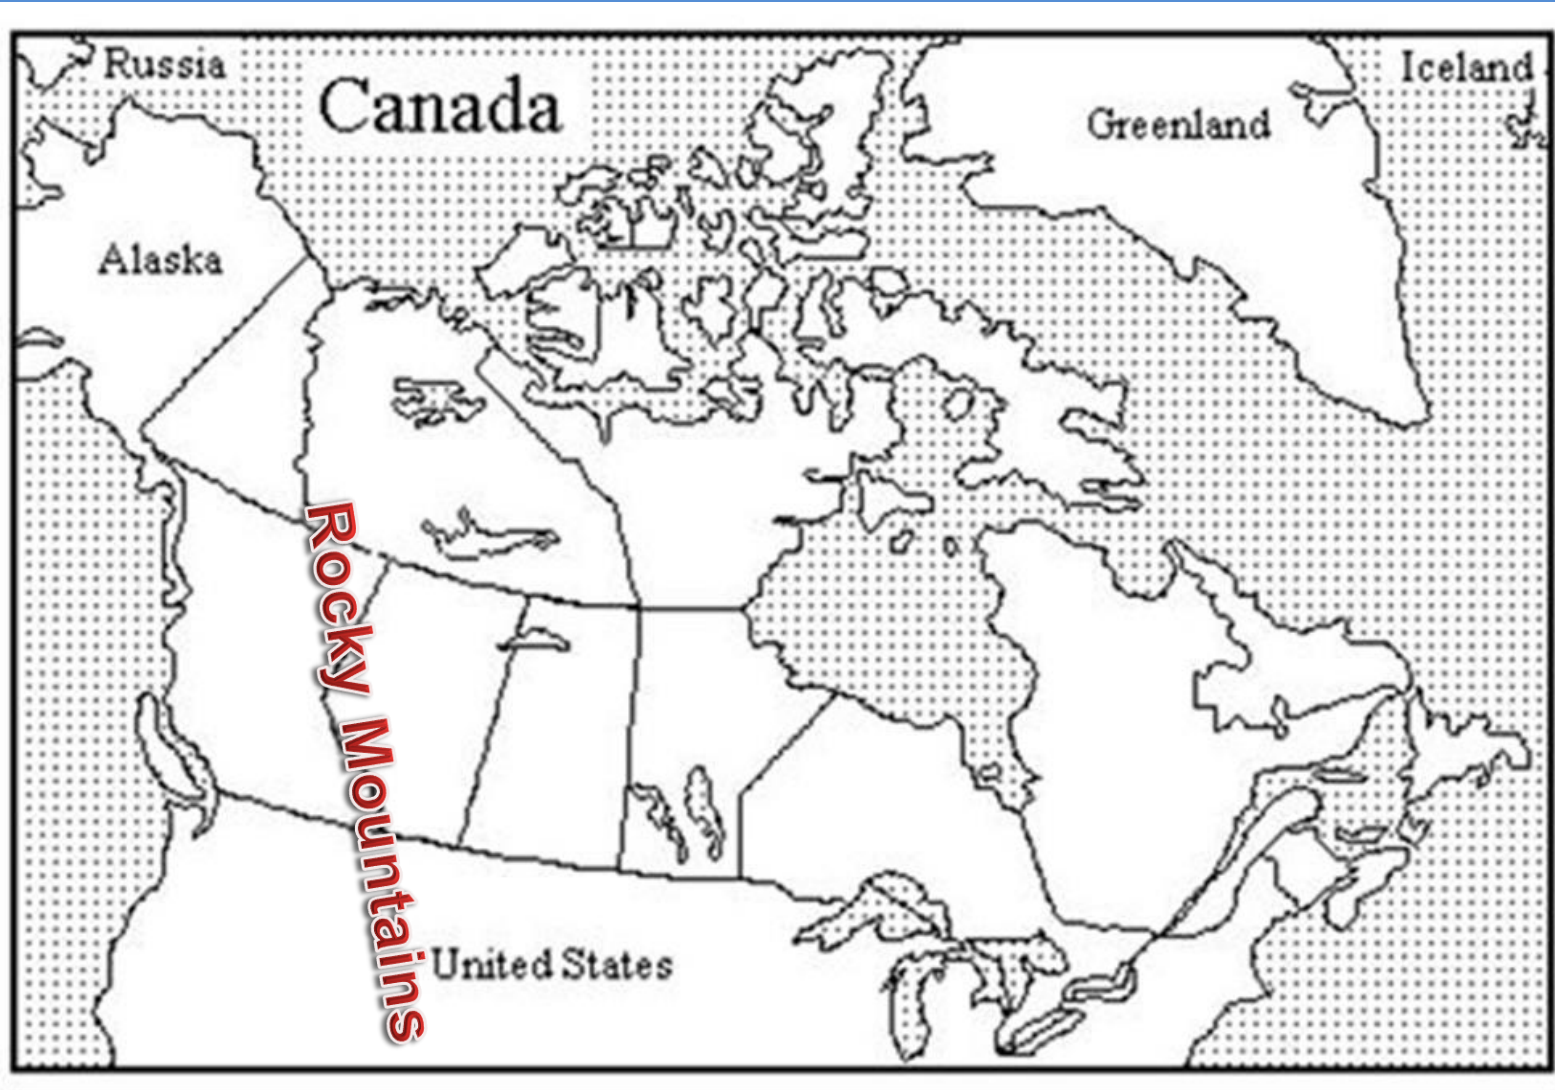 Russia
Canada
Iceland
Greenland
Alaska
Rocky Mountains
United States